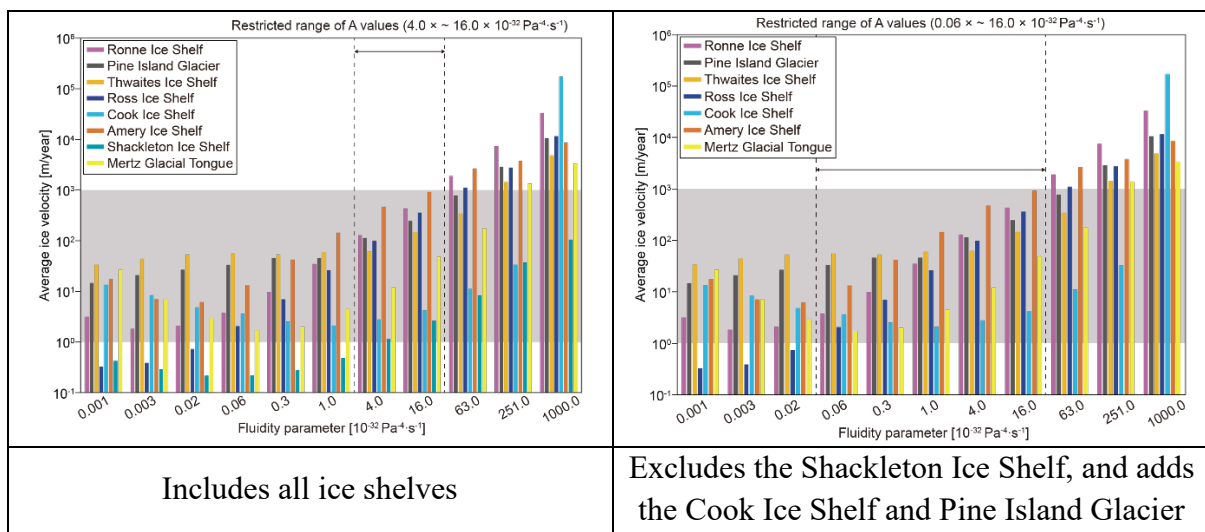 Restricted range of A values (4.0 × ~ 16.0 × 10⁻³² Pa⁻⁴·s⁻¹)
10⁶
10⁵
10⁴
10³
10²
10¹
10⁰
10⁻¹
Average ice velocity [m/year]
Ronne Ice Shelf
Pine Island Glacier
Thwaites Ice Shelf
Ross Ice Shelf
Cook Ice Shelf
Amery Ice Shelf
Shackleton Ice Shelf
Mertz Glacial Tongue
0.001 0.003 0.02 0.06 0.3 1.0 4.0 16.0 63.0 251.0 1000.0
Fluidity parameter [10⁻³² Pa⁻⁴·s⁻¹]
Includes all ice shelves
Restricted range of A values (0.06 × ~ 16.0 × 10⁻³² Pa⁻⁴·s⁻¹)
10⁶
10⁵
10⁴
10³
10²
10¹
10⁰
10⁻¹
Average ice velocity [m/year]
Ronne Ice Shelf
Pine Island Glacier
Thwaites Ice Shelf
Ross Ice Shelf
Cook Ice Shelf
Amery Ice Shelf
Mertz Glacial Tongue
0.001 0.003 0.02 0.06 0.3 1.0 4.0 16.0 63.0 251.0 1000.0
Fluidity parameter [10⁻³² Pa⁻⁴·s⁻¹]
Excludes the Shackleton Ice Shelf, and adds
the Cook Ice Shelf and Pine Island Glacier